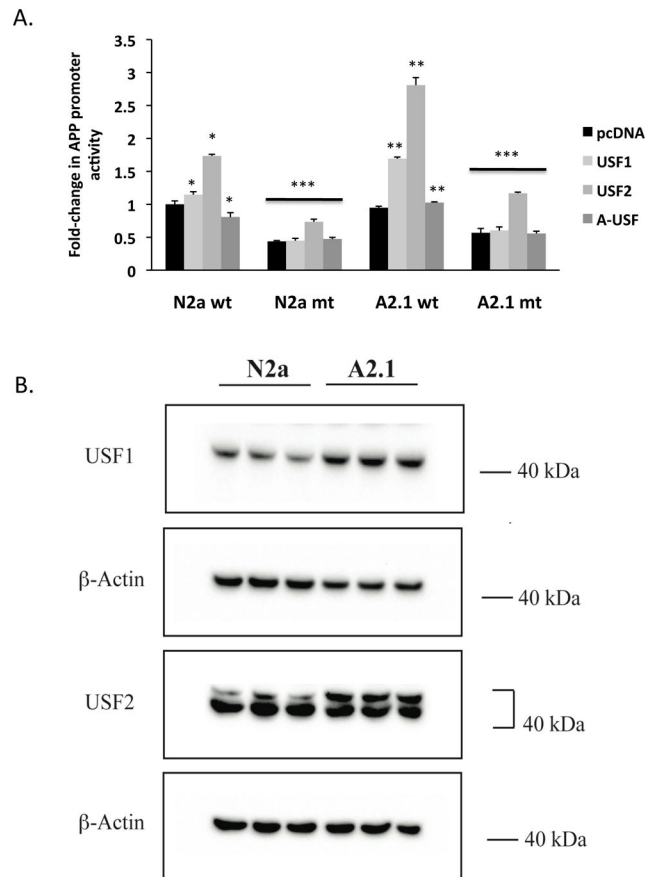 A.
Fold-change in APP promoter
activity
3.5
3
2.5
2
1.5
1
0.5
0
*
*
*
***
**
**
**
***
N2a wt
N2a mt
A2.1 wt
A2.1 mt
pcDNA
USF1
USF2
A-USF
B.
N2a
A2.1
USF1
40 kDa
β-Actin
40 kDa
USF2
40 kDa
β-Actin
40 kDa